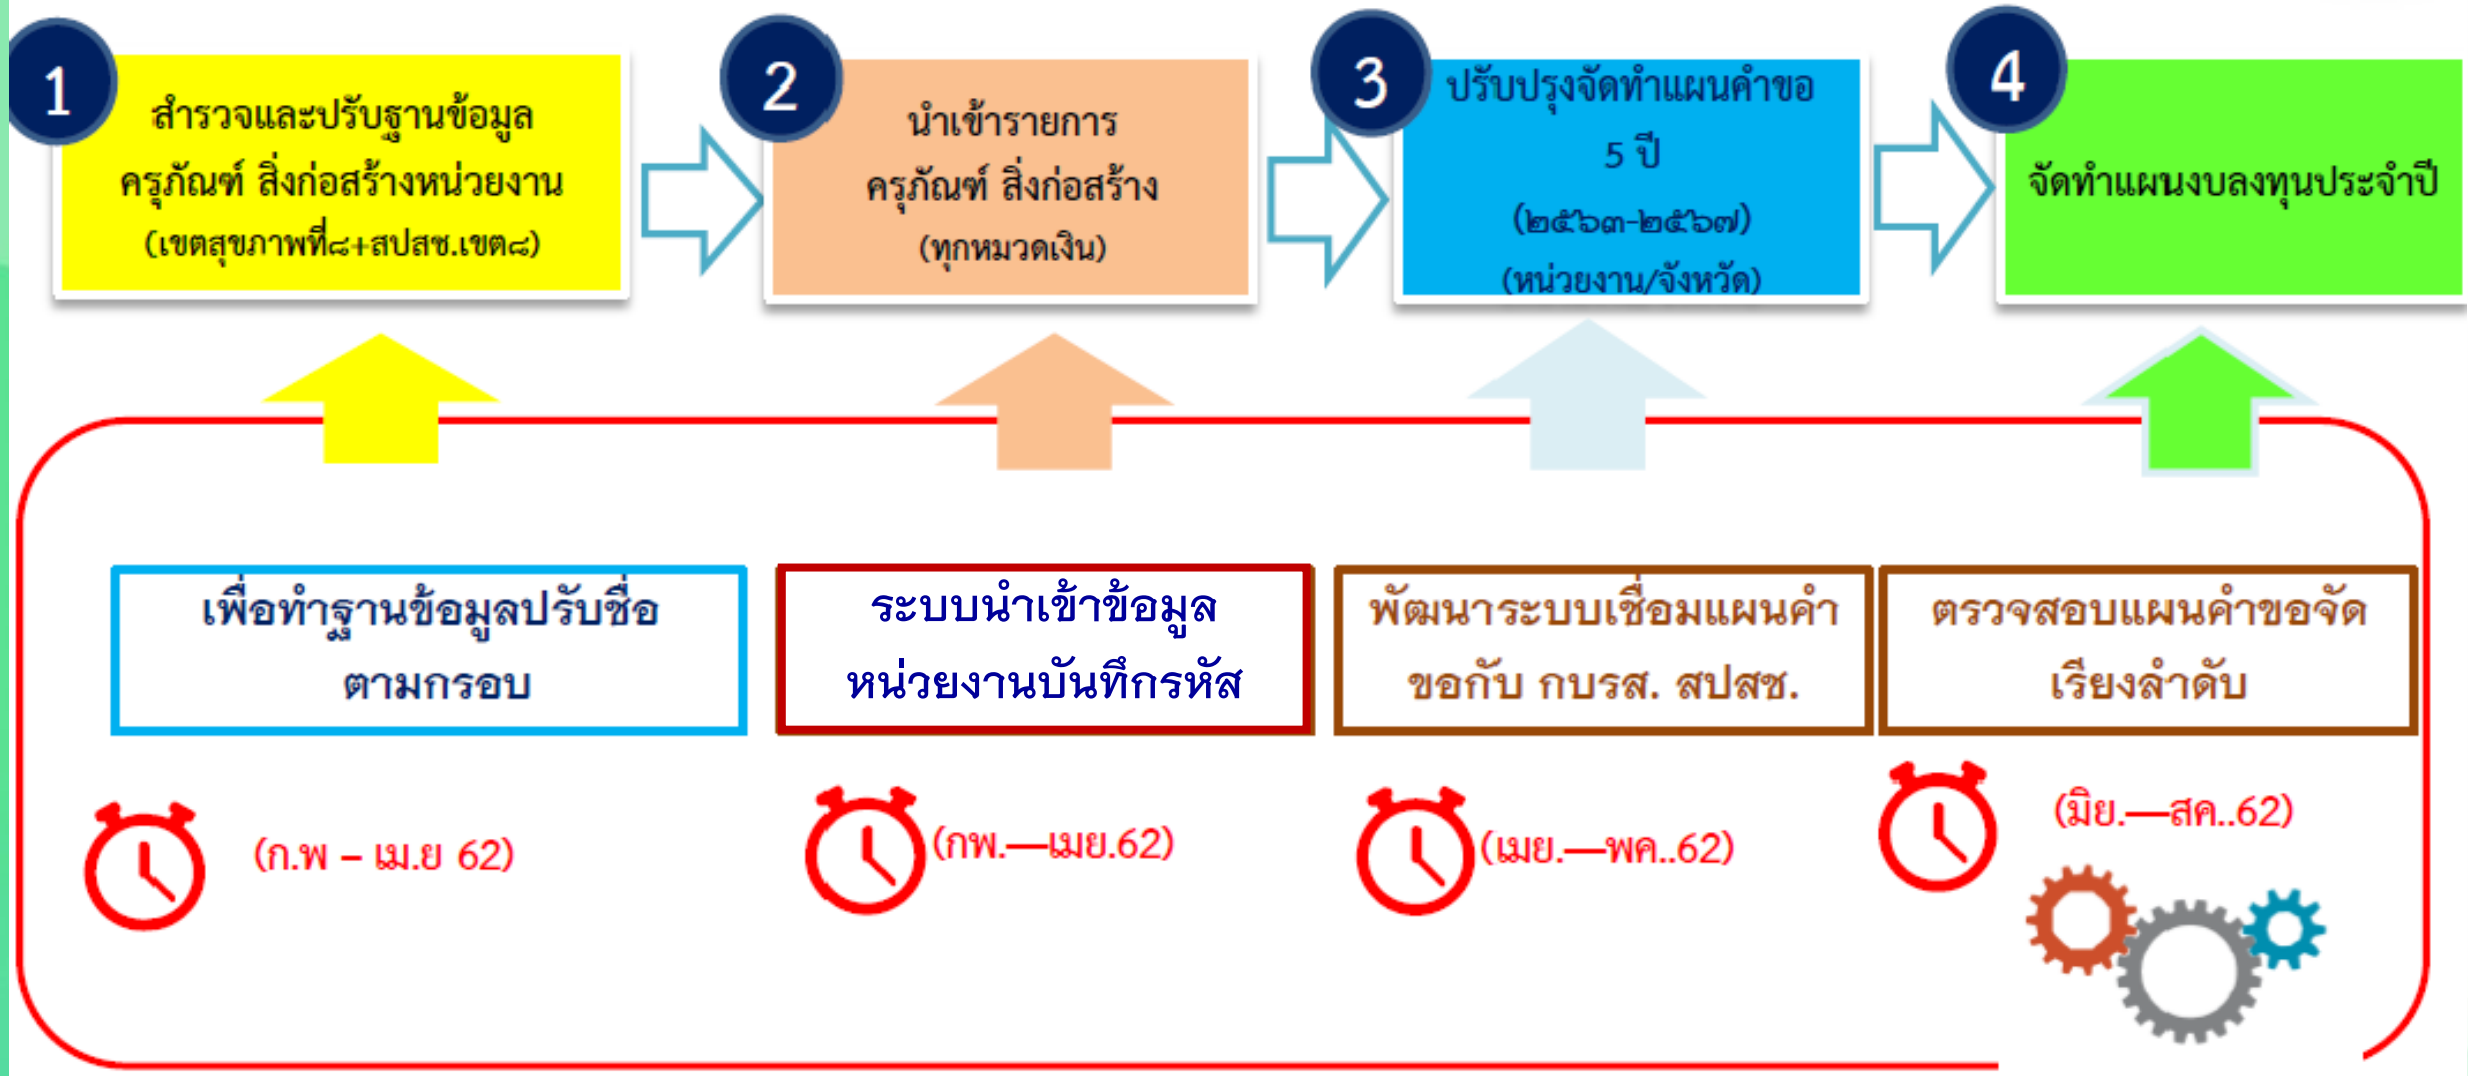 1
สำรวจและปรับฐานข้อมูล
ครุภัณฑ์ สิ่งก่อสร้างหน่วยงาน
(เขตสุขภาพที่๘+สปสช.เขต๘)
2
นำเข้ารายการ
ครุภัณฑ์ สิ่งก่อสร้าง
(ทุกหมวดเงิน)
3
ปรับปรุงจัดทำแผนคำขอ
5 ปี
(๒๕๖๓-๒๕๖๗)
(หน่วยงาน/จังหวัด)
4
จัดทำแผนงบลงทุนประจำปี
เพื่อทำฐานข้อมูลปรับชื่อ
ตามกรอบ
ระบบนำเข้าข้อมูล
หน่วยงานบันทึกรหัส
พัฒนาระบบเชื่อมแผนคำ
ขอกับ กบรส. สปสช.
ตรวจสอบแผนคำขอจัด
เรียงลำดับ
(ก.พ – เม.ย 62)
(กพ.—เมย.62)
(เมย.—พค..62)
(มิย.—สค..62)